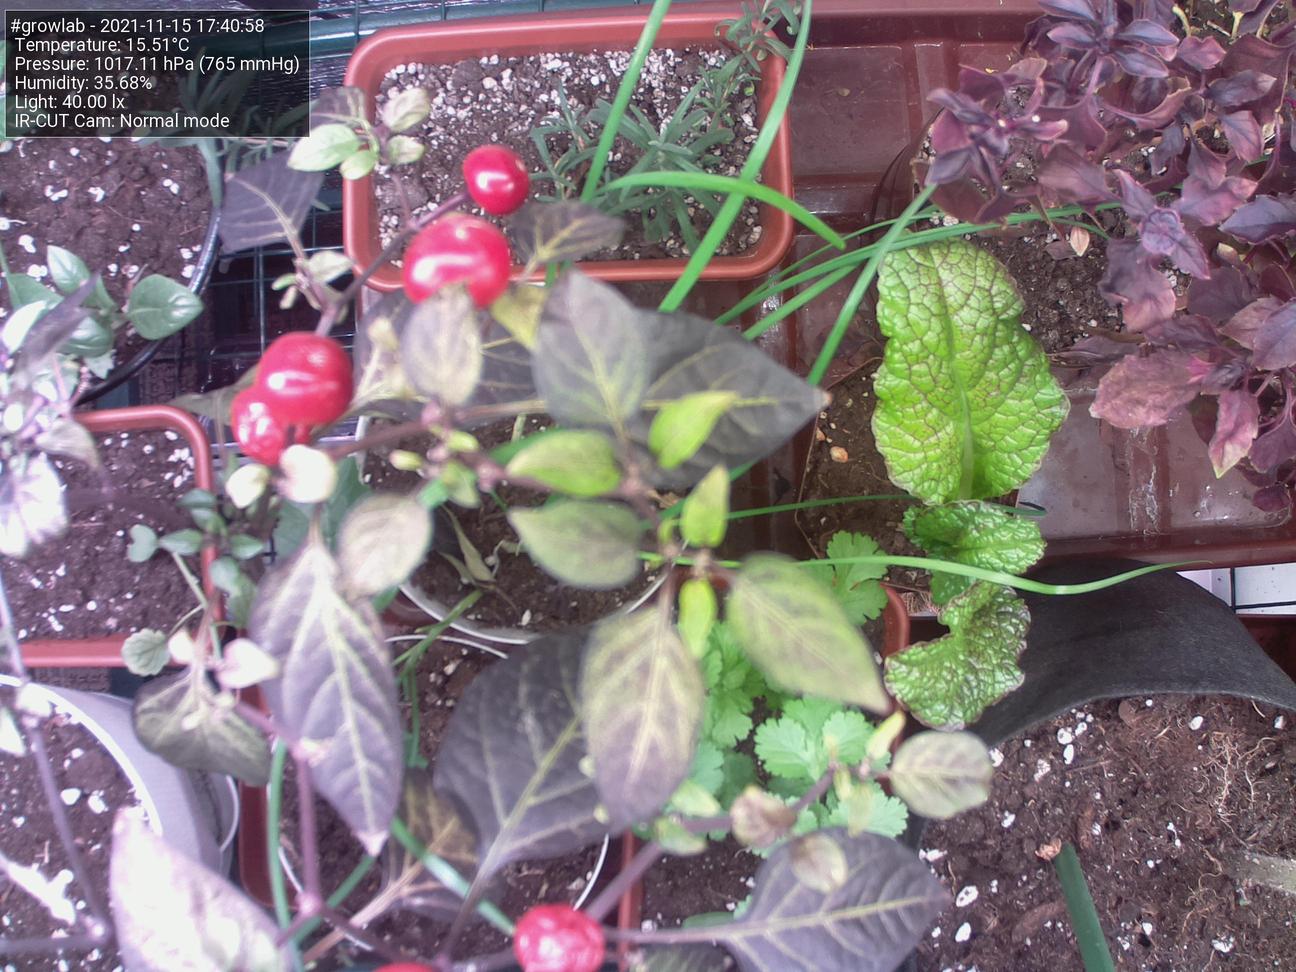 #growlab - 2021-11-15 17:40:58
Temperature: 15.51°C
Pressure: 1017.11 hPa (765 mmHg)
Humidity: 35.68%
Light: 40.00 lx
IR-CUT Cam: Normal mode